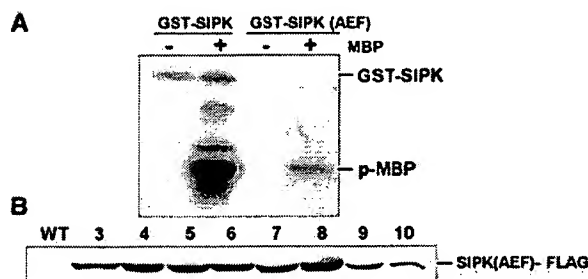 A
GST-SIPK GST-SIPK (AEF)
- + - + MBP
GST-SIPK
p-MBP
B
WT 3 4 5 6 7 8 9 10
SIPK(AEF)- FLAG